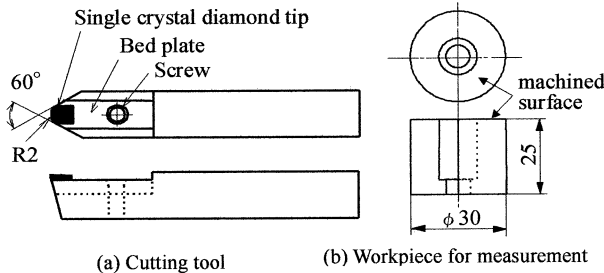 Single crystal diamond tip
Bed plate
Screw
60°
R2
(a) Cutting tool
machined
surface
25
ϕ30
(b) Workpiece for measurement